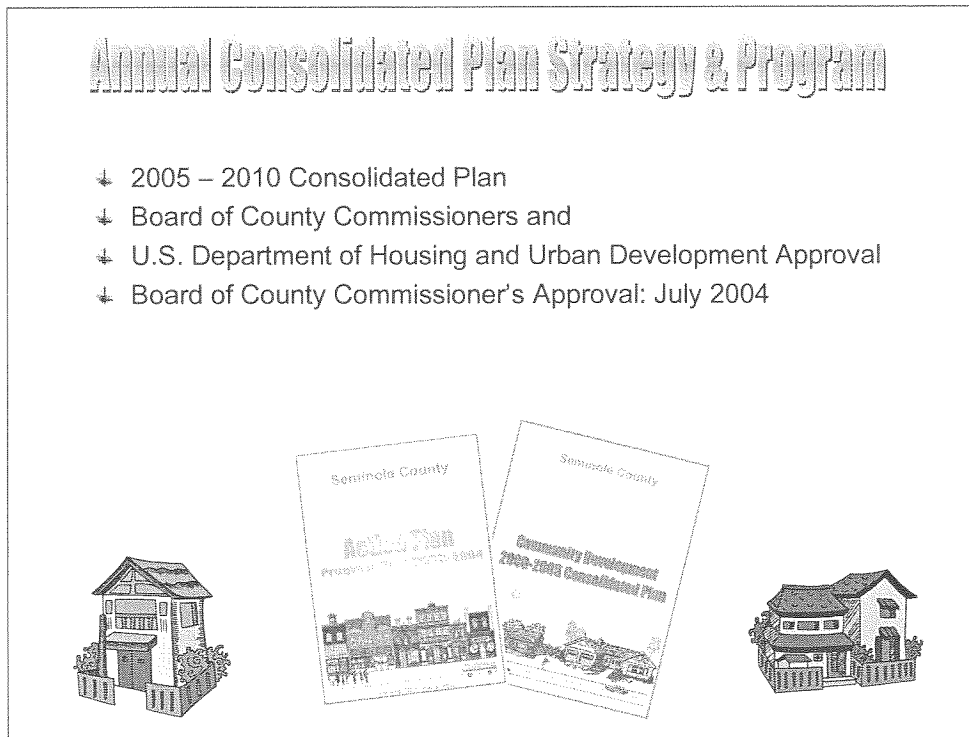 Annual Consolidated Plan Strategy & Program
2005 – 2010 Consolidated Plan
Board of County Commissioners and
U.S. Department of Housing and Urban Development Approval
Board of County Commissioner's Approval: July 2004
Seminole County
Action Plan
Seminole County
Community Development
Consolidated Plan